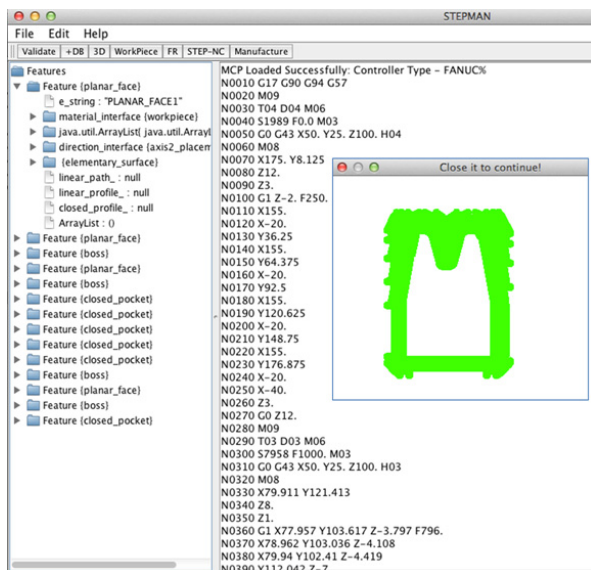 STEPMAN
File Edit Help
Validate +DB 3D WorkPiece FR STEP-NC Manufacture
Features
Feature {planar_face}
e_string : "PLANAR_FACE1"
material_interface {workpiece}
java.util.ArrayList{ java.util.ArrayL
direction_interface {axis2_placem
{elementary_surface}
linear_path_ : null
linear_profile_ : null
closed_profile_ : null
ArrayList : ()
Feature {planar_face}
Feature {boss}
Feature {planar_face}
Feature {boss}
Feature {closed_pocket}
Feature {closed_pocket}
Feature {closed_pocket}
Feature {closed_pocket}
Feature {closed_pocket}
Feature {boss}
Feature {planar_face}
Feature {boss}
Feature {closed_pocket}
MCP Loaded Successfully: Controller Type - FANUC%
N0010 G17 G90 G94 G57
N0020 M09
N0030 T04 D04 M06
N0040 S1989 F0.0 M03
N0050 G0 G43 X50. Y25. Z100. H04
N0060 M08
N0070 X175. Y8.125
N0080 Z12.
N0090 Z3.
N0100 G1 Z-2. F250.
N0110 X155.
N0120 X-20.
N0130 Y36.25
N0140 X155.
N0150 Y64.375
N0160 X-20.
N0170 Y92.5
N0180 X155.
N0190 Y120.625
N0200 X-20.
N0210 Y148.75
N0220 X155.
N0230 Y176.875
N0240 X-20.
N0250 X-40.
N0260 Z3.
N0270 G0 Z12.
N0280 M09
N0290 T03 D03 M06
N0300 S7958 F1000. M03
N0310 G0 G43 X50. Y25. Z100. H03
N0320 M08
N0330 X79.911 Y121.413
N0340 Z8.
N0350 Z1.
N0360 G1 X77.957 Y103.617 Z-3.797 F796.
N0370 X78.962 Y103.036 Z-4.108
N0380 X79.94 Y102.41 Z-4.419
N0390 Y112.042 Z-7
Close it to continue!